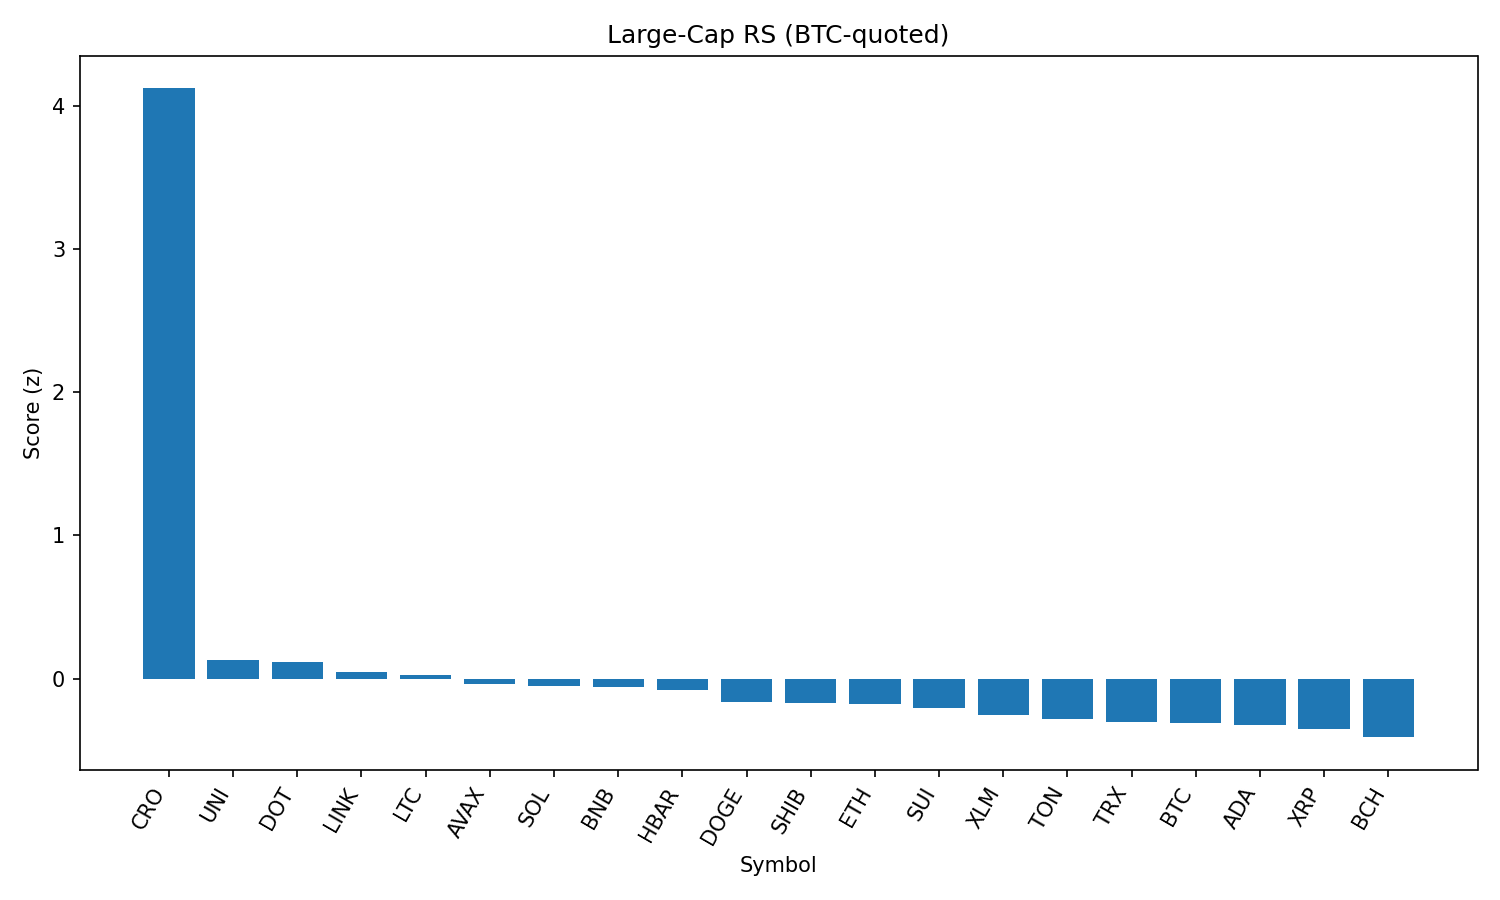 Large-Cap RS (BTC-quoted)
Score (z)
4
3
2
1
0
CRO
UNI
DOT
LINK
LTC
AVAX
SOL
BNB
HBAR
DOGE
SHIB
ETH
SUI
XLM
TON
TRX
BTC
ADA
XRP
BCH
Symbol